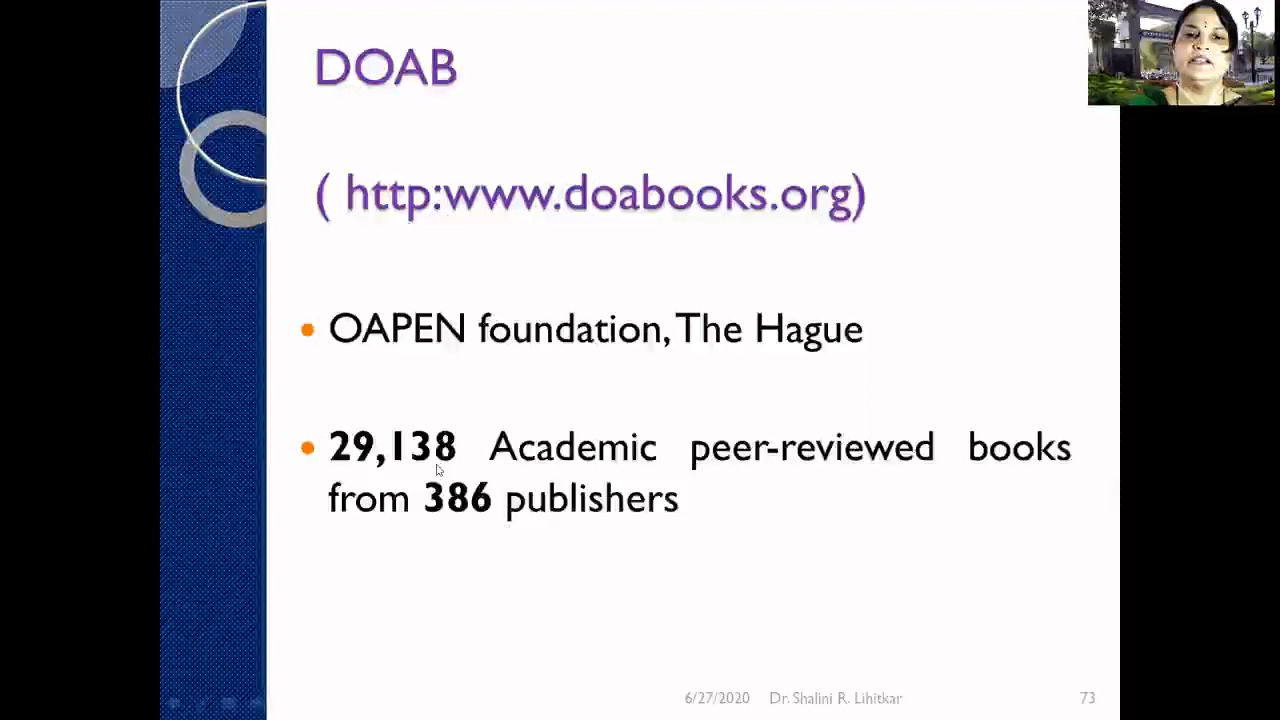 DOAB
( http:www.doabooks.org)
OAPEN foundation, The Hague
29,138 Academic peer-reviewed books
from 386 publishers
6/27/2020 Dr. Shalini R. Lihitkar 73